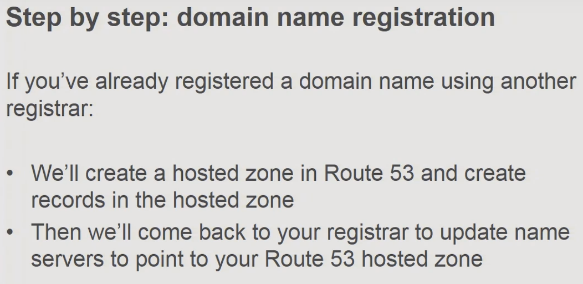 Step by step: domain name registration
If you've already registered a domain name using another
registrar:
• We'll create a hosted zone in Route 53 and create
records in the hosted zone
• Then we'll come back to your registrar to update name
servers to point to your Route 53 hosted zone